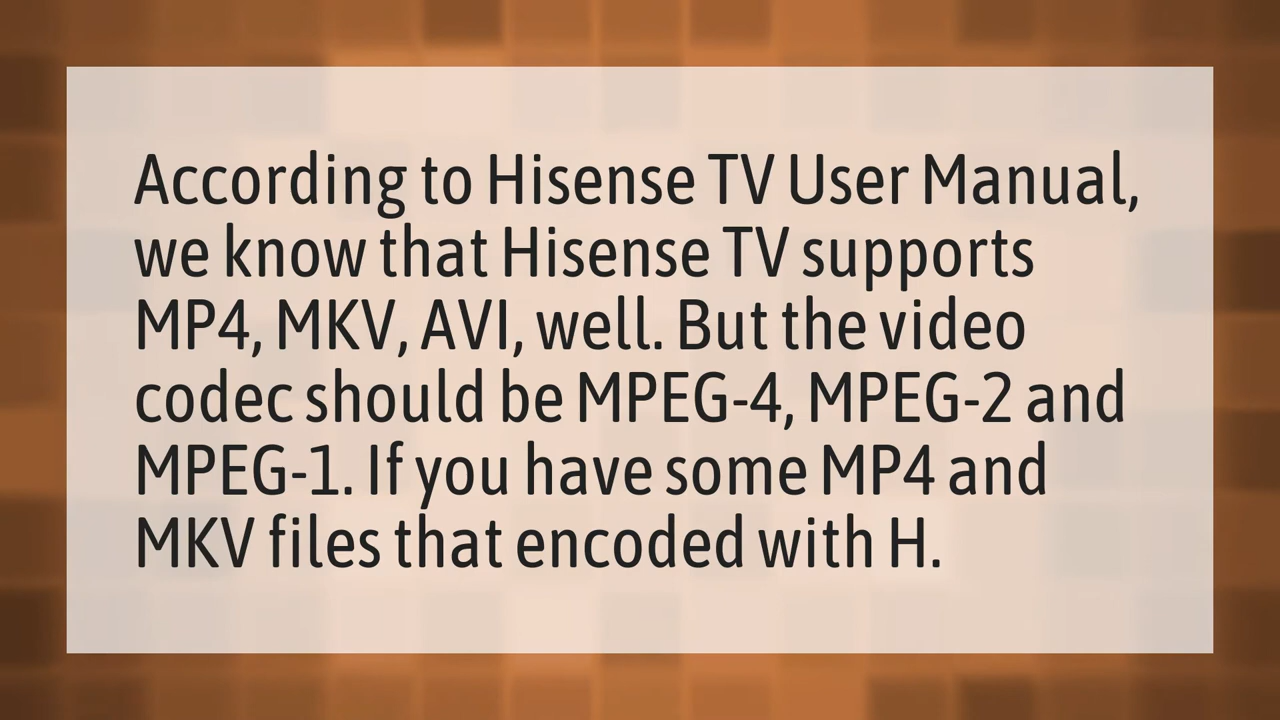 According to Hisense TV User Manual,
we know that Hisense TV supports
MP4, MKV, AVI, well. But the video
codec should be MPEG-4, MPEG-2 and
MPEG-1. If you have some MP4 and
MKV files that encoded with H.